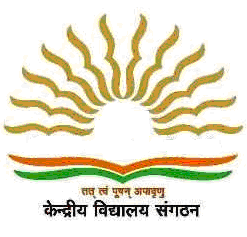 तत् त्वं पूषन् अपावृणु
केन्द्रीय विद्यालय संगठन